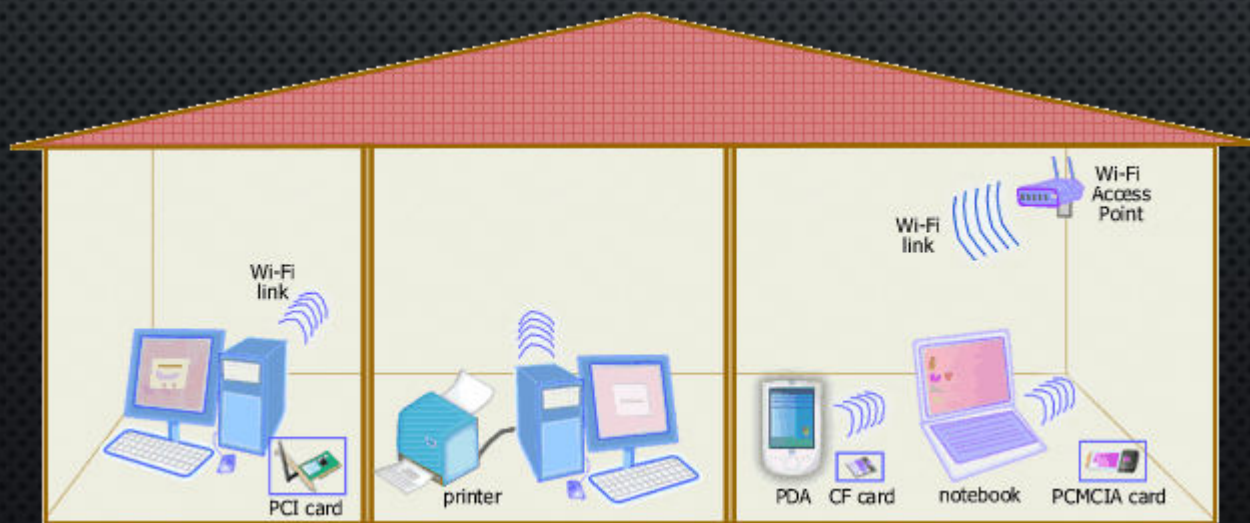 Wi-Fi
link
PCI card
printer
Wi-Fi
link
Wi-Fi
Access
Point
PDA
CF card
notebook
PCMCIA card